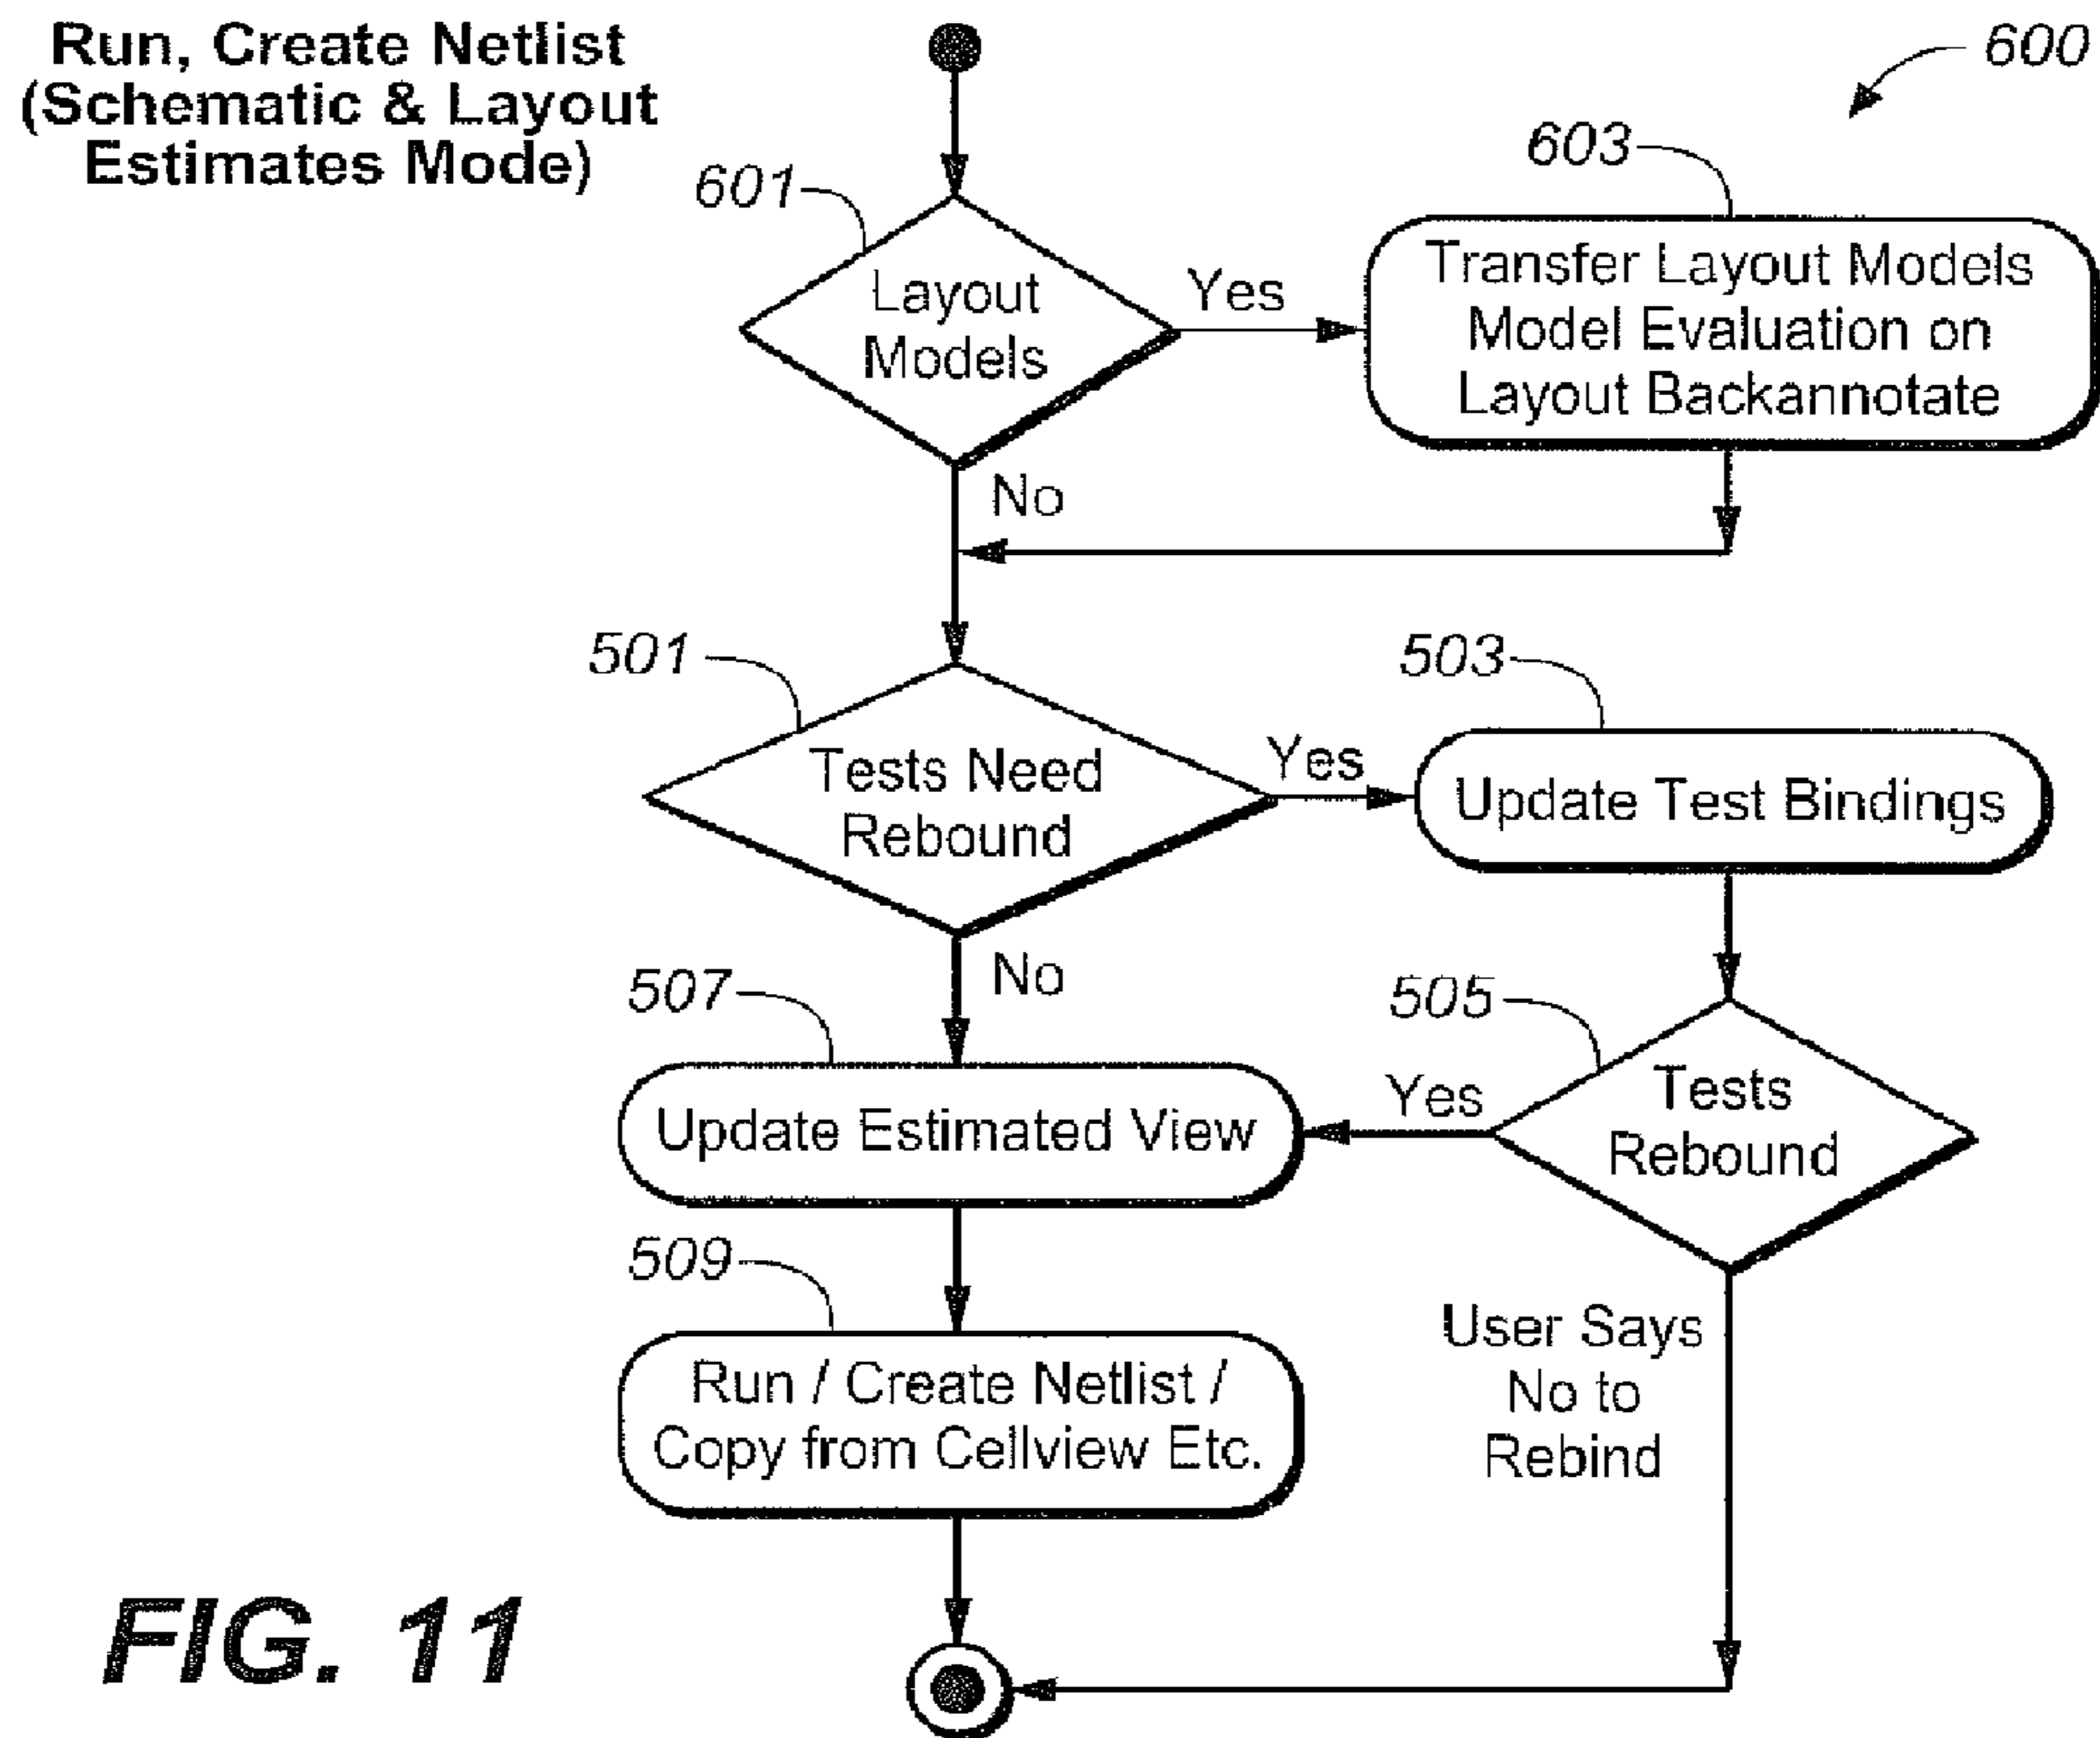 Run, Create Netlist
(Schematic & Layout
Estimates Mode)
600
601
603
Layout
Models
Yes
Transfer Layout Models
Model Evaluation on
Layout Backannotate
No
501
503
Tests Need
Rebound
Yes
Update Test Bindings
No
507
505
Update Estimated View
Yes
Tests
Rebound
509
Run / Create Netlist /
Copy from Cellview Etc.
User Says
No to
Rebind
FIG. 11